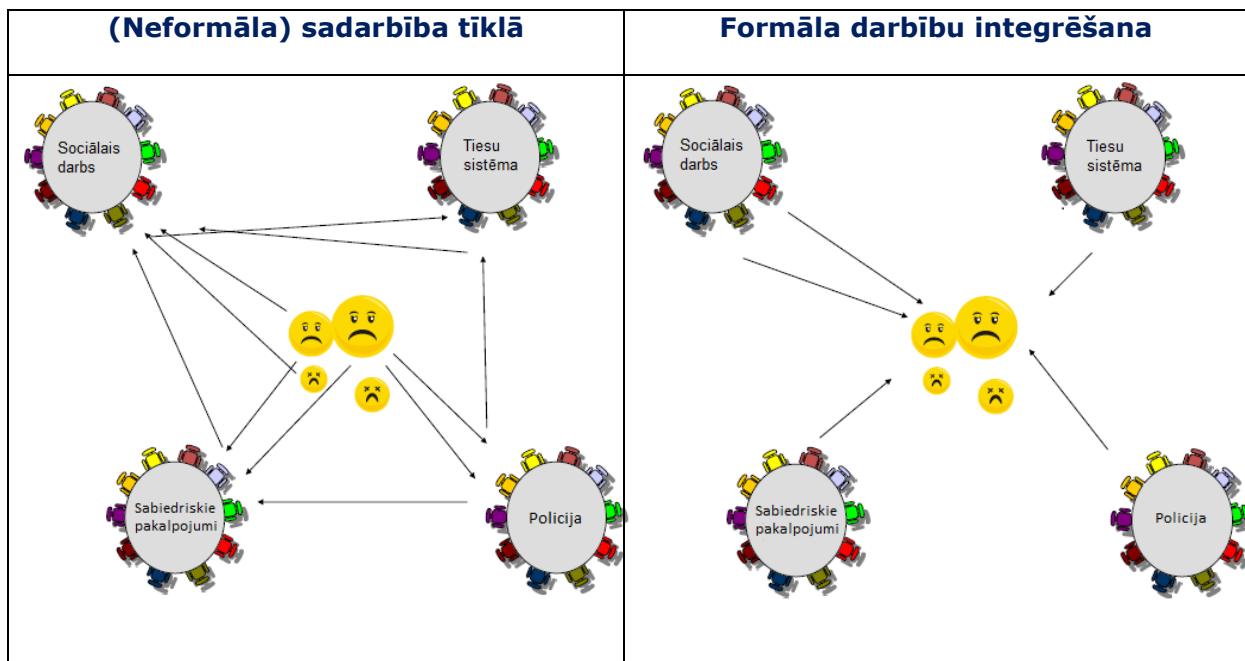 (Neformāla) sadarbība tīklā
Formāla darbību integrēšana
Sociālais
darbs
Tiesu
sistēma
Sabiedriskie
pakalpojumi
Policija
Sociālais
darbs
Tiesu
sistēma
Sabiedriskie
pakalpojumi
Policija